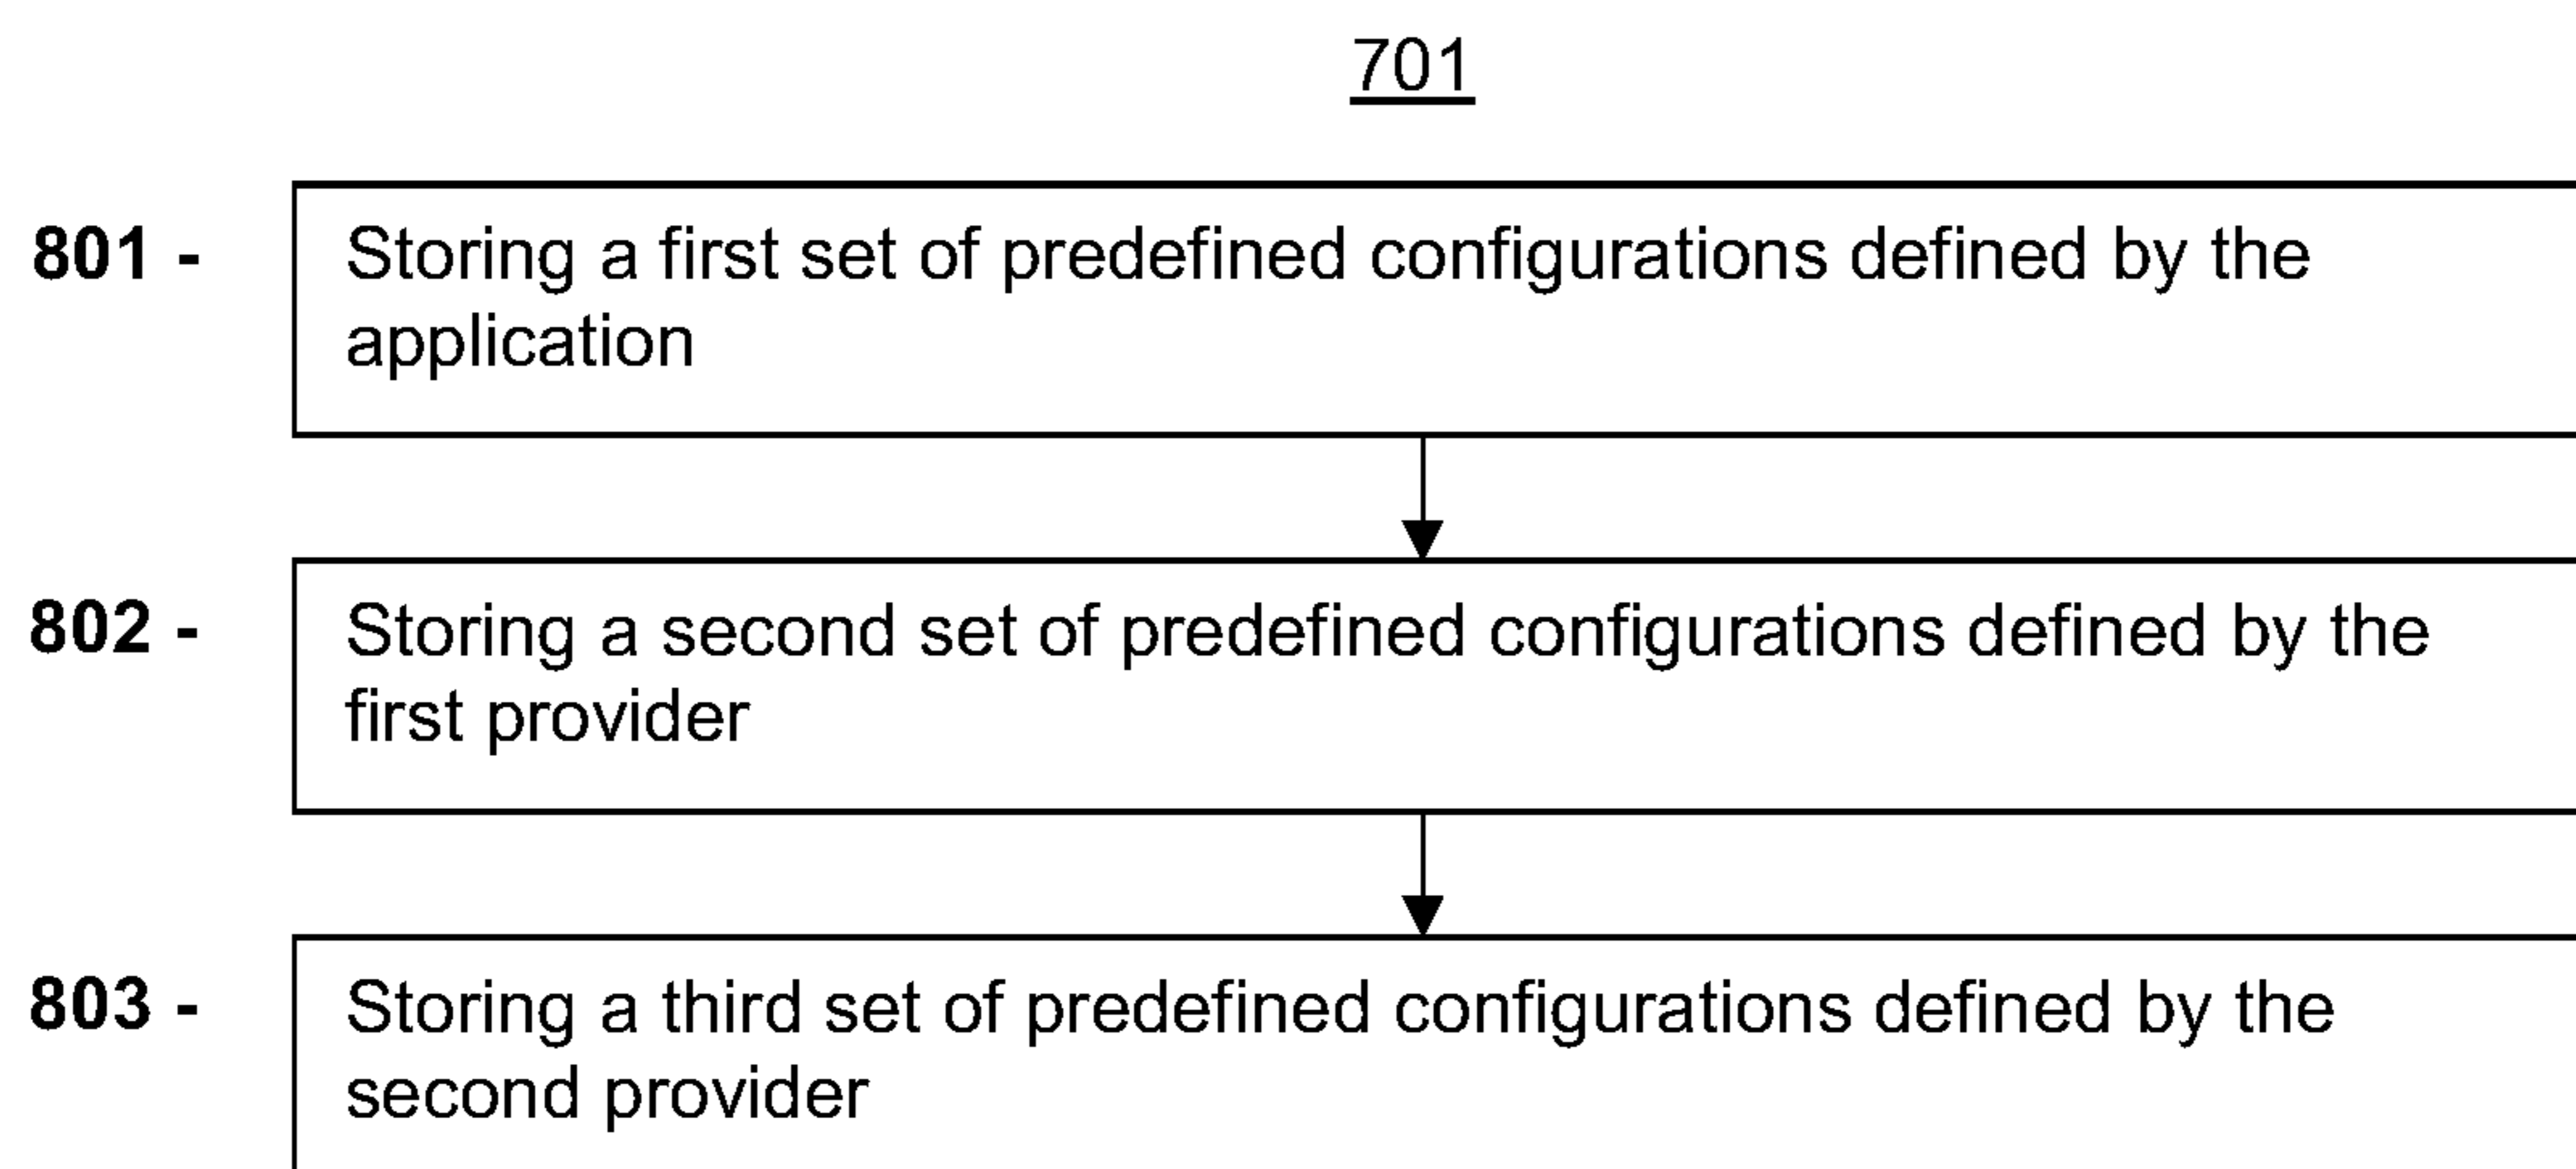 701
801 - Storing a first set of predefined configurations defined by the
application
802 - Storing a second set of predefined configurations defined by the
first provider
803 - Storing a third set of predefined configurations defined by the
second provider